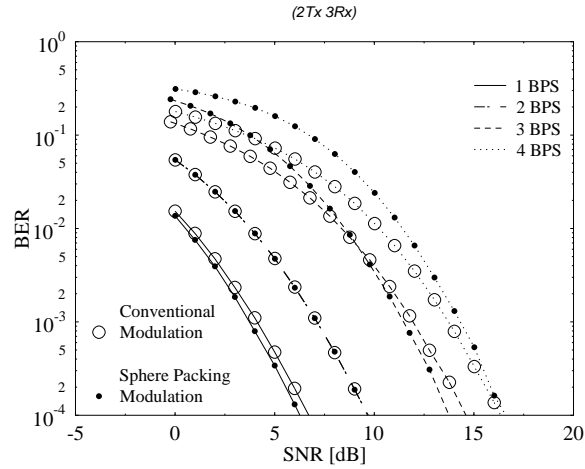 (2Tx 3Rx)
10^0
5
2
10^-1
5
2
10^-2
5
2
10^-3
5
2
10^-4
BER
1 BPS
2 BPS
3 BPS
4 BPS
Conventional
Modulation
Sphere Packing
Modulation
-5 0 5 10 15 20
SNR [dB]